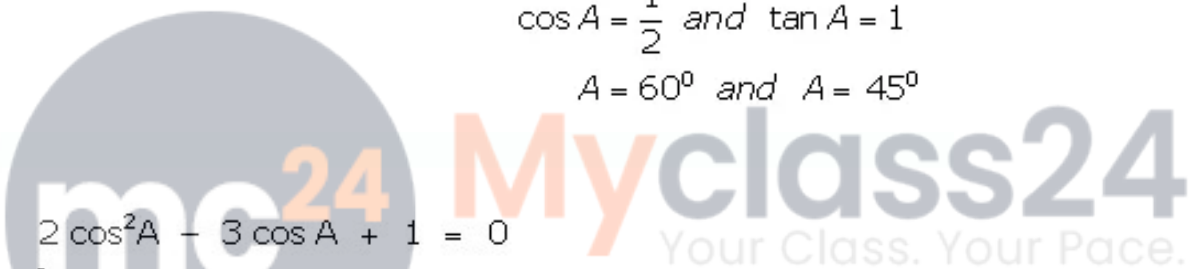 cos A = 1/2 and tan A = 1
A = 60⁰ and A = 45⁰
Myclass24
mc24
2 cos²A − 3 cos A + 1 = 0
Your Class. Your Pace.